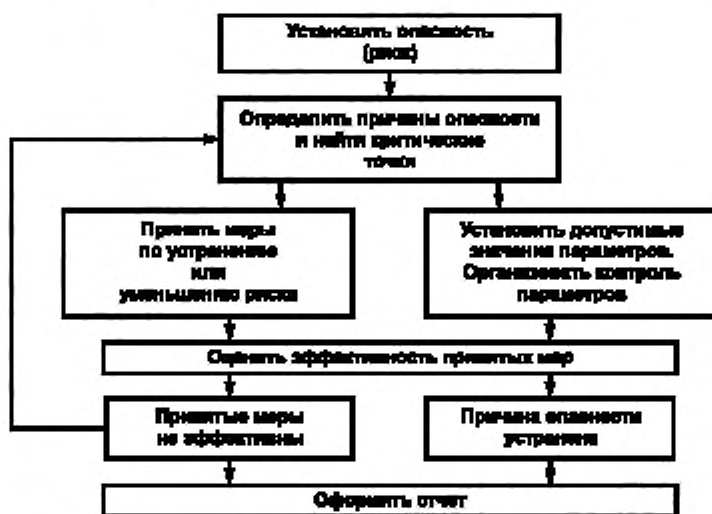 Установить опасность
(риск)
Определить причины опасности
и найти критические
точки
Принять меры
по устранению
или
уменьшению риска
Установить допустимые
значения параметров.
Организовать контроль
параметров
Оценить эффективность принятых мер
Принятые меры
не эффективны
Причина опасности
устранена
Оформить отчет